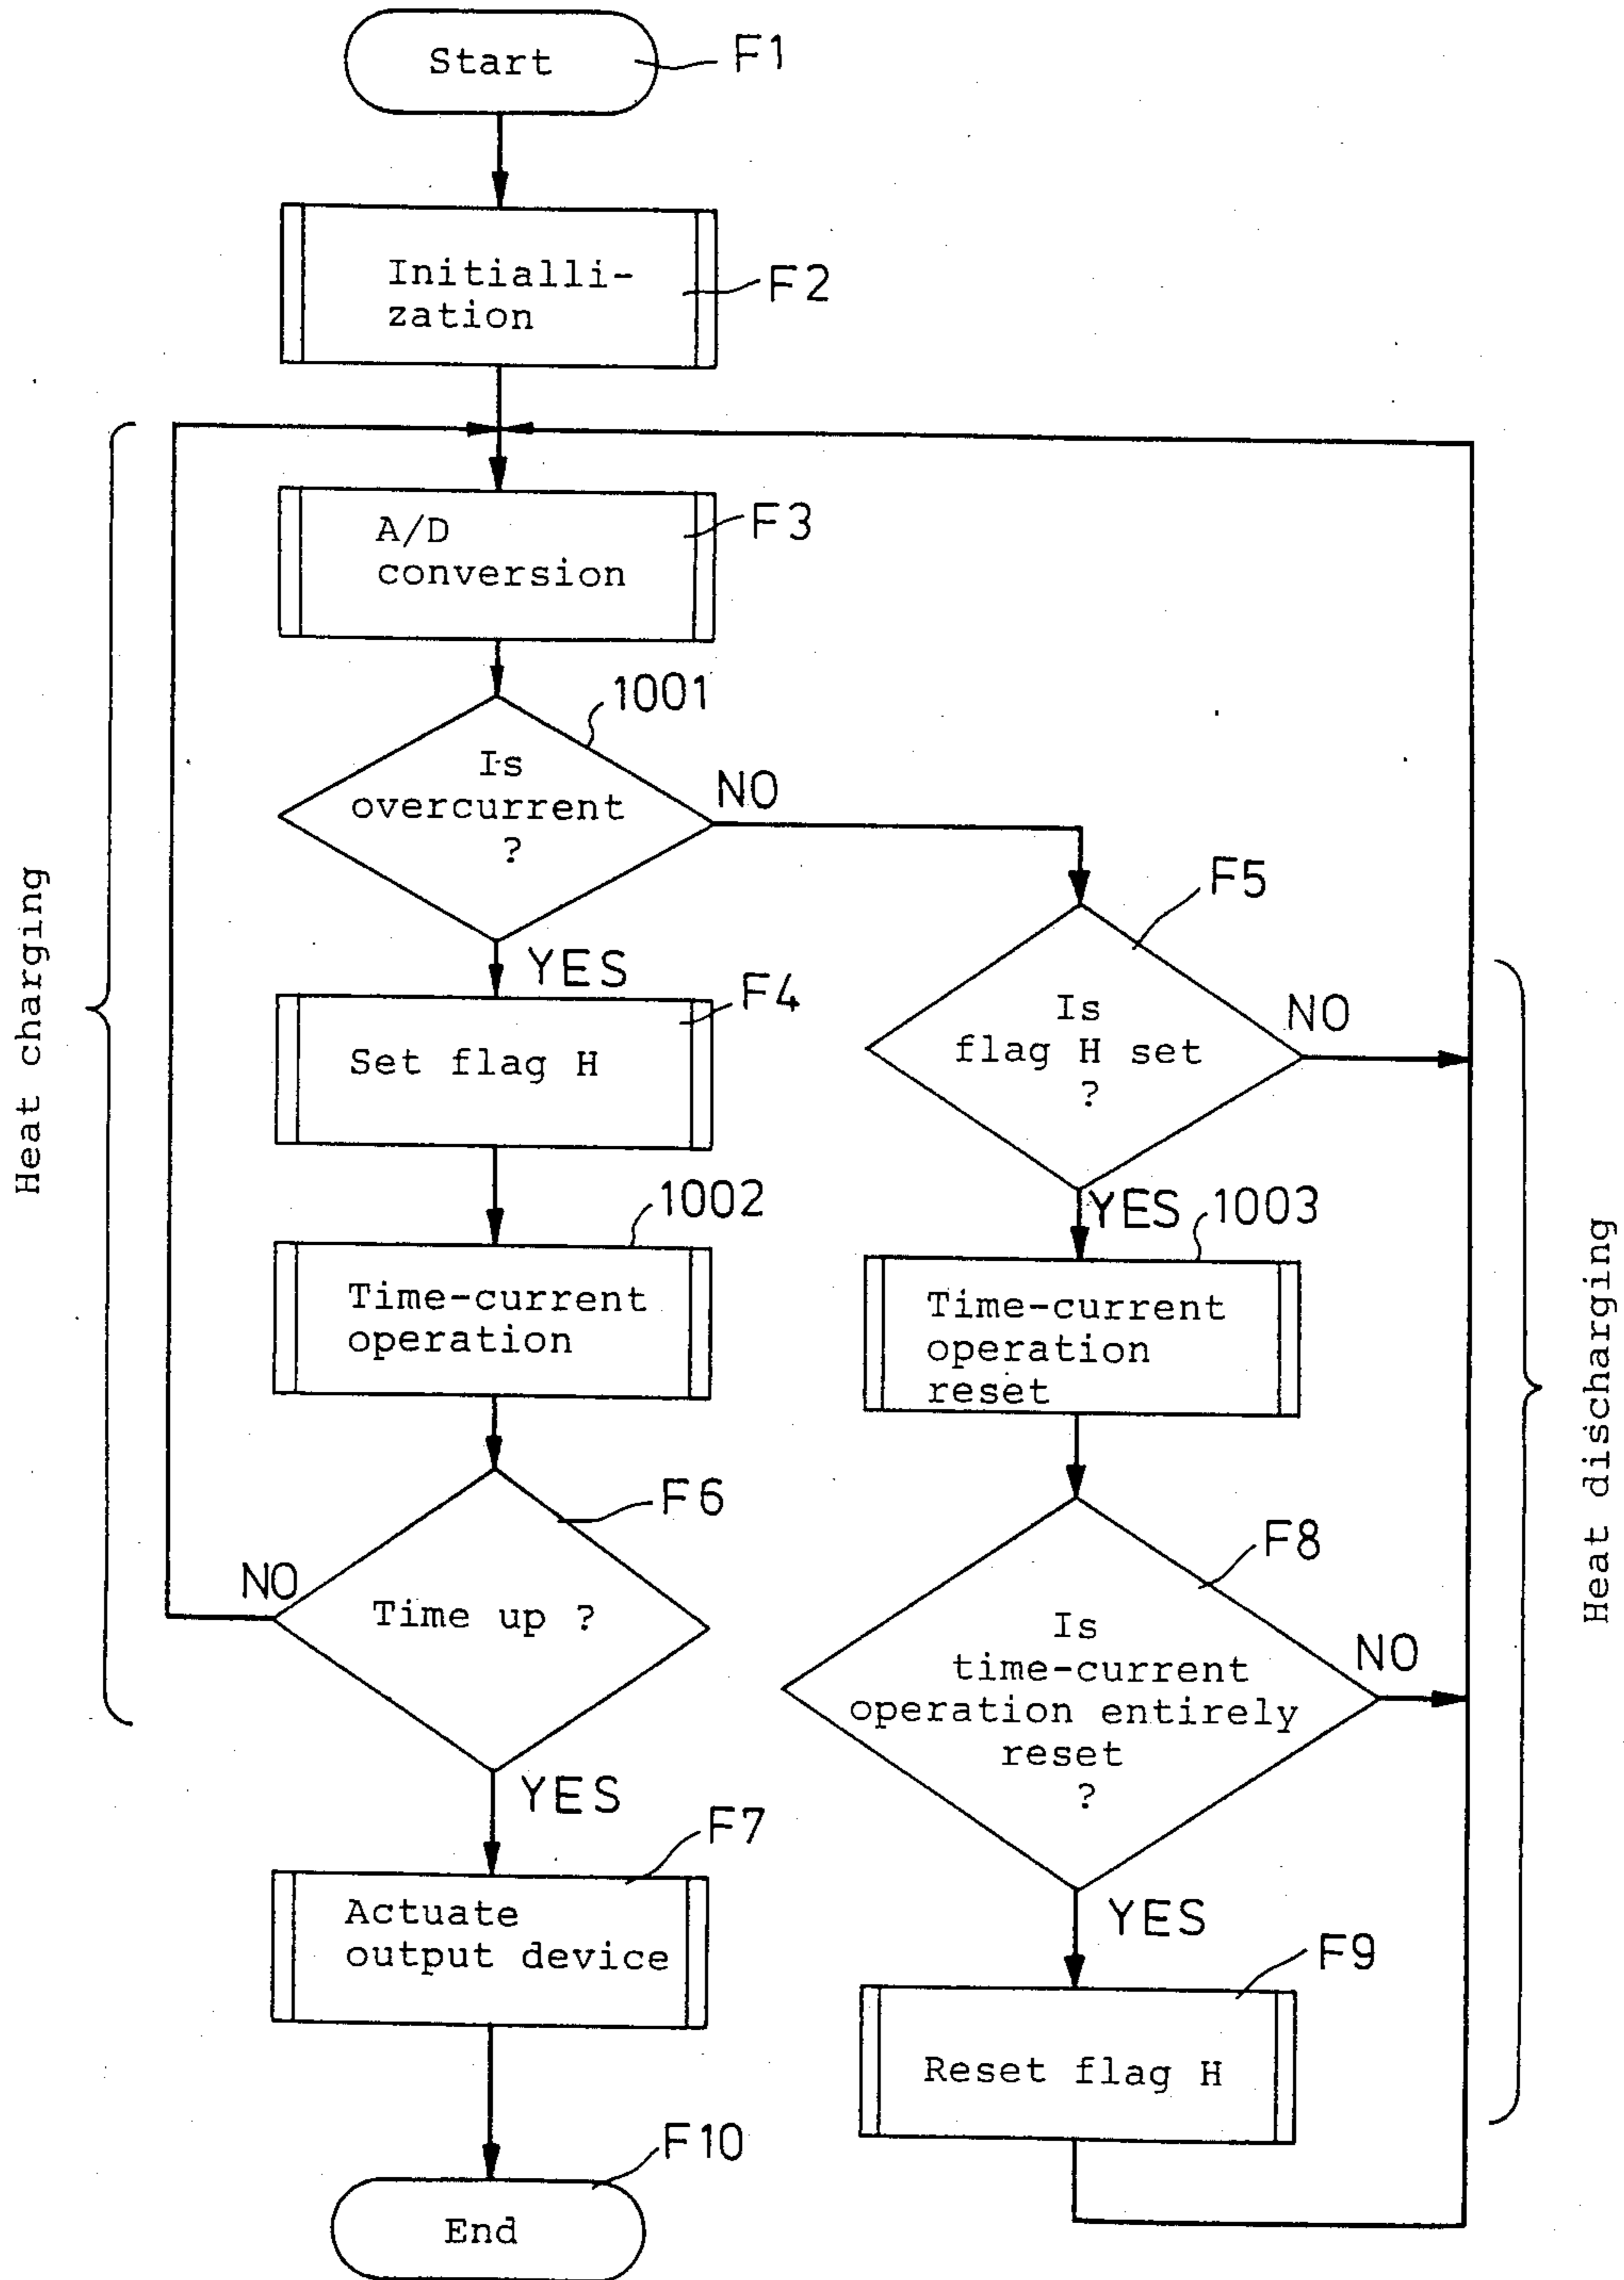 Start
F1
Initialli-
zation
F2
A/D
conversion
F3
1001
Is
overcurrent
?
NO
YES
F4
Set flag H
1002
Time-current
operation
F6
Time up ?
NO
YES
F7
Actuate
output device
F10
End
F5
Is
flag H set
?
NO
YES
1003
Time-current
operation
reset
F8
Is
time-current
operation entirely
reset
?
NO
YES
F9
Reset flag H
Heat charging
Heat discharging